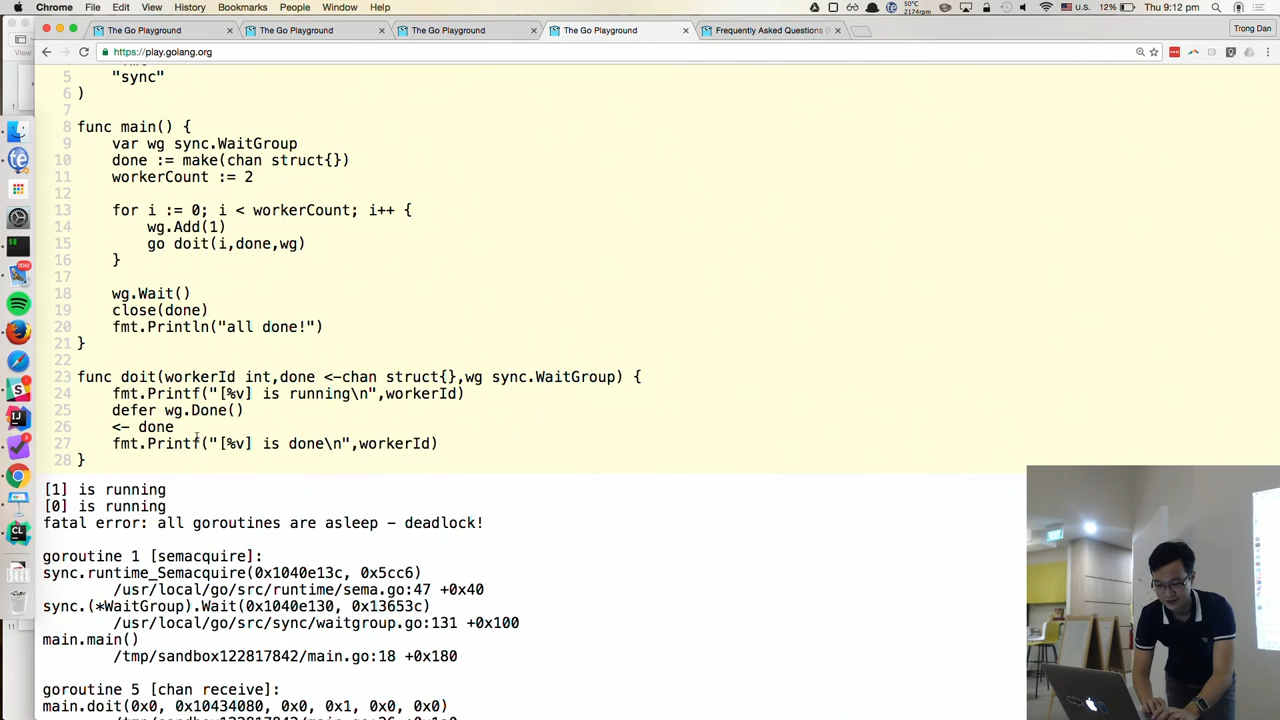 Chrome File Edit View History Bookmarks People Window Help
50°C
2174rpm
U.S. 12% Thu 9:12 pm
The Go Playground
The Go Playground
The Go Playground
The Go Playground
Frequently Asked Questions (
Trong Dan
https://play.golang.org
View
5 "sync"
6 )
7
8 func main() {
9 var wg sync.WaitGroup
10 done := make(chan struct{})
11 workerCount := 2
12
13 for i := 0; i < workerCount; i++ {
14 wg.Add(1)
15 go doit(i,done,wg)
16 }
17
18 wg.Wait()
19 close(done)
20 fmt.Println("all done!")
21 }
22
23 func doit(workerId int,done <-chan struct{},wg sync.WaitGroup) {
24 fmt.Printf("[%v] is running\n",workerId)
25 defer wg.Done()
26 <- done
27 fmt.Printf("[%v] is done\n",workerId)
28 }
[1] is running
[0] is running
fatal error: all goroutines are asleep - deadlock!
goroutine 1 [semacquire]:
sync.runtime_Semacquire(0x1040e13c, 0x5cc6)
/usr/local/go/src/runtime/sema.go:47 +0x40
sync.(*WaitGroup).Wait(0x1040e130, 0x13653c)
/usr/local/go/src/sync/waitgroup.go:131 +0x100
main.main()
/tmp/sandbox122817842/main.go:18 +0x180
goroutine 5 [chan receive]:
main.doit(0x0, 0x10434080, 0x0, 0x1, 0x0, 0x0)